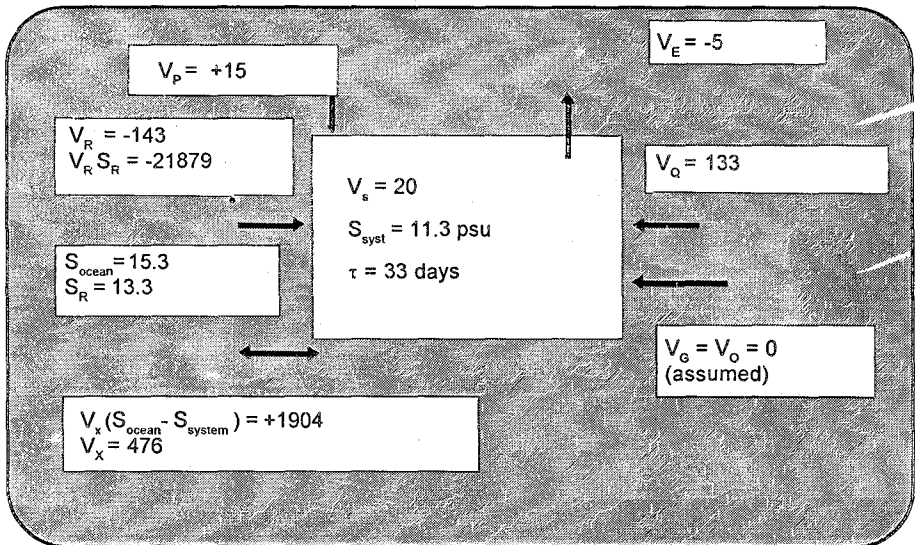 V_P = +15
V_E = -5
V_R = -143
V_R S_R = -21879
V_Q = 133
V_s = 20
S_syst = 11.3 psu
τ = 33 days
S_ocean = 15.3
S_R = 13.3
V_G = V_O = 0
(assumed)
V_x (S_ocean - S_system) = +1904
V_X = 476